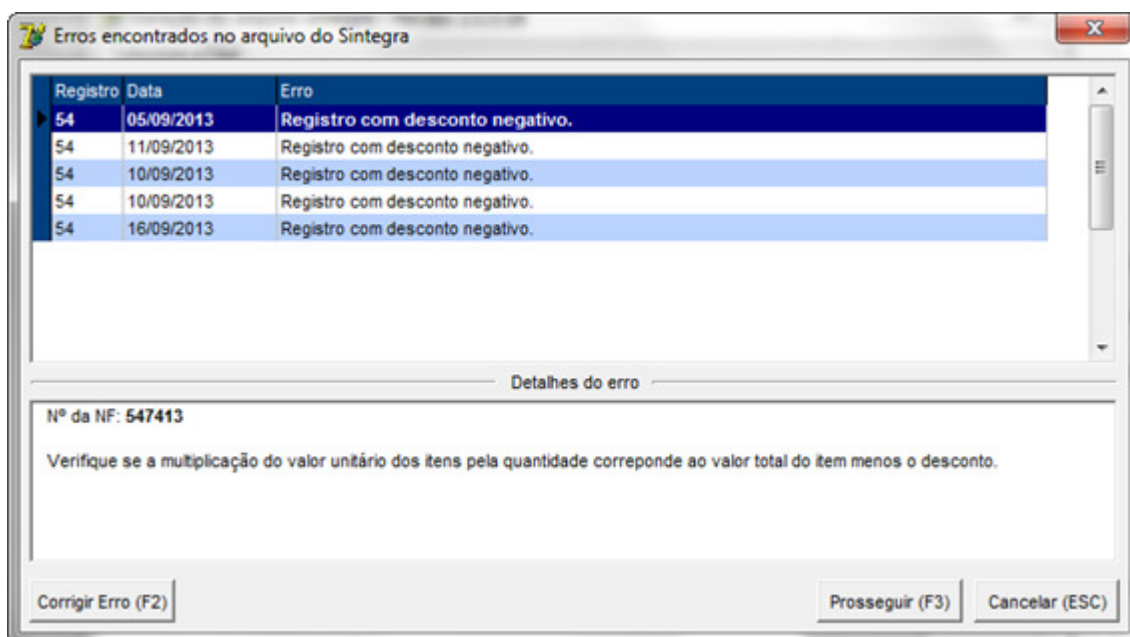 Erros encontrados no arquivo do Sintegra
Registro Data Erro
54 05/09/2013 Registro com desconto negativo.
54 11/09/2013 Registro com desconto negativo.
54 10/09/2013 Registro com desconto negativo.
54 10/09/2013 Registro com desconto negativo.
54 16/09/2013 Registro com desconto negativo.
Detalhes do erro
Nº da NF: 547413
Verifique se a multiplicação do valor unitário dos itens pela quantidade correponde ao valor total do item menos o desconto.
Corrigir Erro (F2) Prosseguir (F3) Cancelar (ESC)